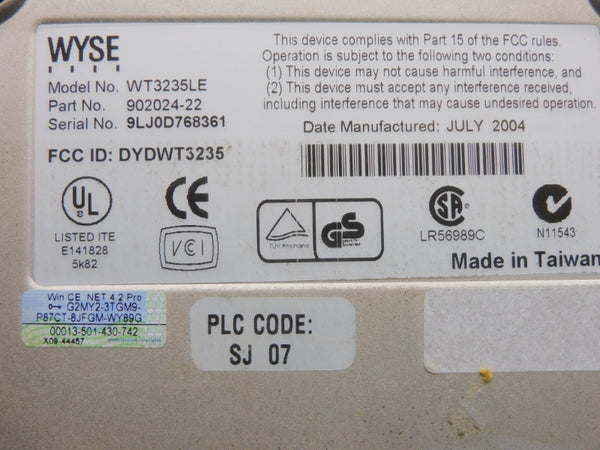 WYSE
Model No. WT3235LE
Part No. 902024-22
Serial No. 9LJ0D768361
FCC ID: DYDWT3235
This device complies with Part 15 of the FCC rules.
Operation is subject to the following two conditions:
(1) This device may not cause harmful interference, and
(2) This device must accept any interference received,
including interference that may cause undesired operation.
Date Manufactured: JULY 2004
UL
LISTED ITE
E141828
5k82
CE
VCI
TÜV Rheinland
GS
SA
LR56989C
N11543
Made in Taiwan
Win CE .NET 4.2 Pro
G2MY2-3TGM9-
P87CT-8JFGM-WY89G
00013-501-430-742
X09-44457
PLC CODE:
SJ 07